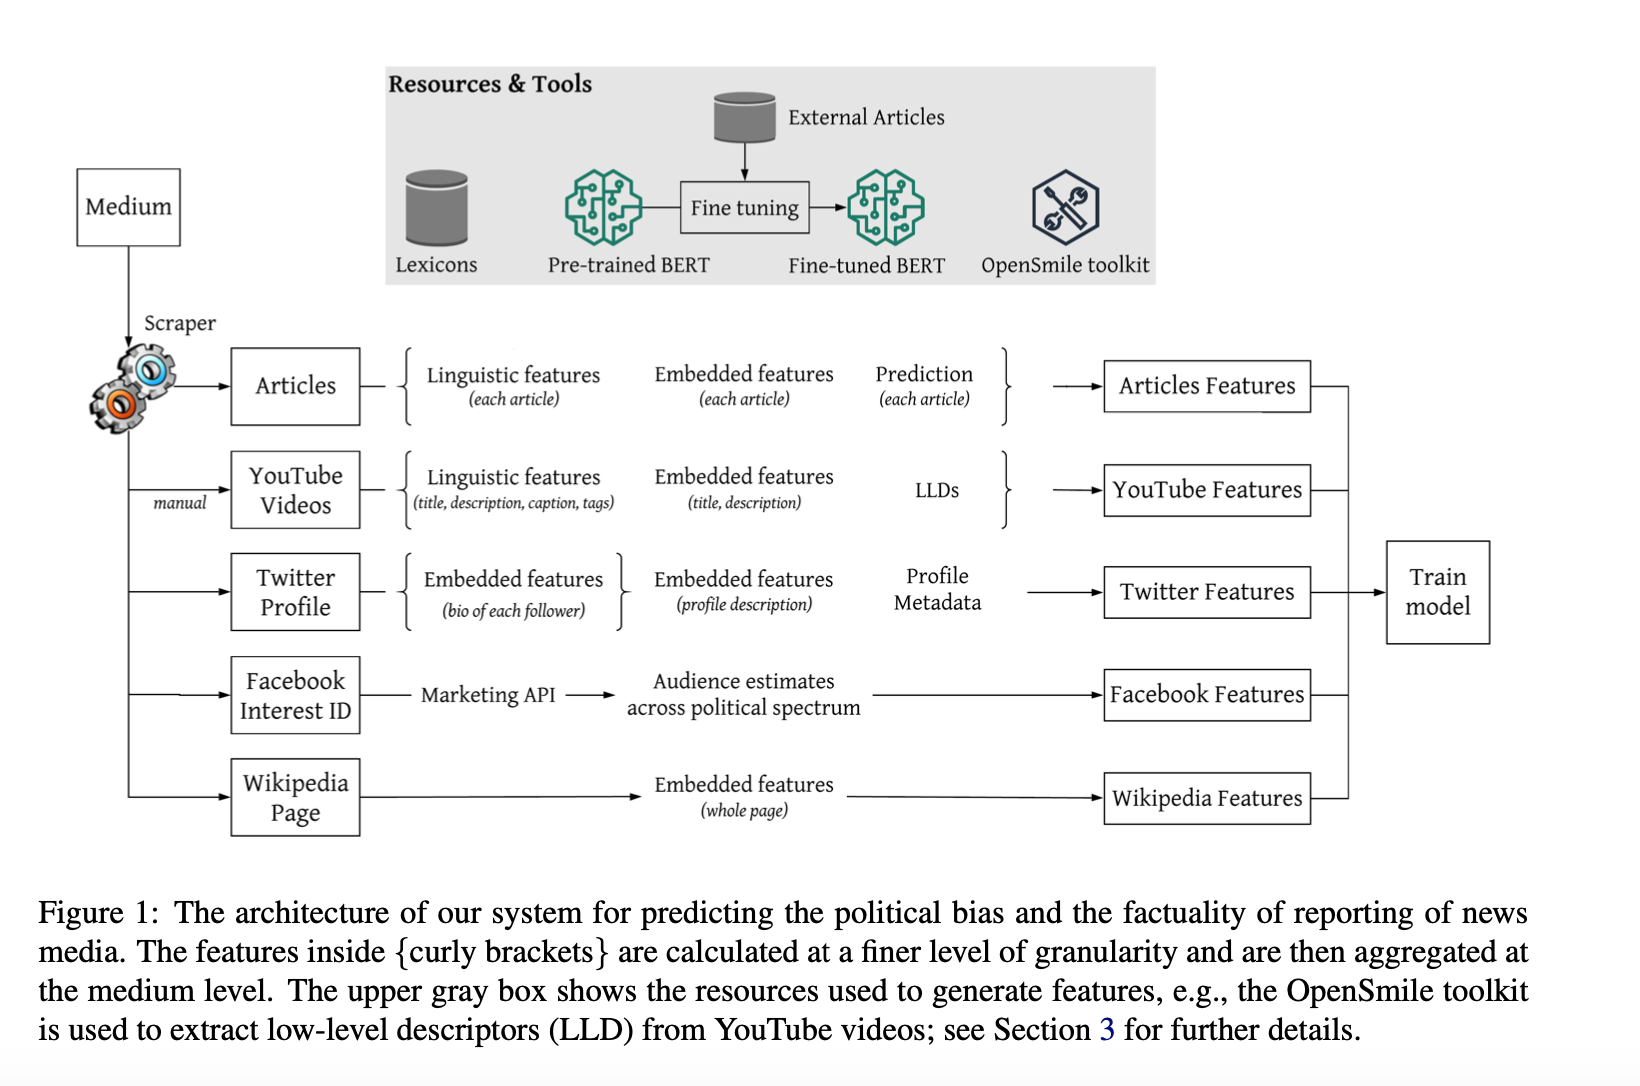 Resources & Tools
External Articles
Medium
Fine tuning
Lexicons
Pre-trained BERT
Fine-tuned BERT
OpenSmile toolkit
Scraper
Articles
Linguistic features
(each article)
Embedded features
(each article)
Prediction
(each article)
Articles Features
manual
YouTube
Videos
Linguistic features
(title, description, caption, tags)
Embedded features
(title, description)
LLDs
YouTube Features
Twitter
Profile
Embedded features
(bio of each follower)
Embedded features
(profile description)
Profile
Metadata
Twitter Features
Train
model
Facebook
Interest ID
Marketing API
Audience estimates
across political spectrum
Facebook Features
Wikipedia
Page
Embedded features
(whole page)
Wikipedia Features
Figure 1: The architecture of our system for predicting the political bias and the factuality of reporting of news
media. The features inside {curly brackets} are calculated at a finer level of granularity and are then aggregated at
the medium level. The upper gray box shows the resources used to generate features, e.g., the OpenSmile toolkit
is used to extract low-level descriptors (LLD) from YouTube videos; see Section 3 for further details.